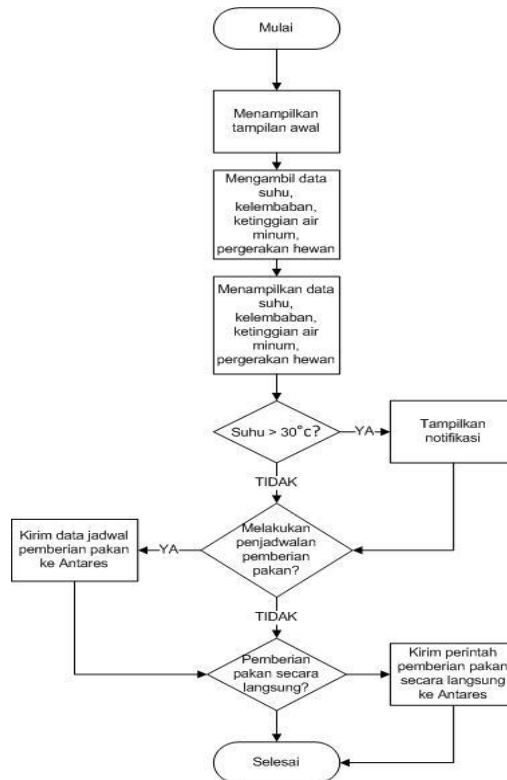 Mulai
Menampilkan
tampilan awal
Mengambil data
suhu,
kelembaban,
ketinggian air
minum,
pergerakan hewan
Menampilkan data
suhu,
kelembaban,
ketinggian air
minum,
pergerakan hewan
Suhu > 30°c?
YA
Tampilkan
notifikasi
TIDAK
Melakukan
penjadwalan
pemberian
pakan?
YA
Kirim data jadwal
pemberian pakan
ke Antares
TIDAK
Pemberian
pakan secara
langsung?
Kirim perintah
pemberian pakan
secara langsung
ke Antares
Selesai